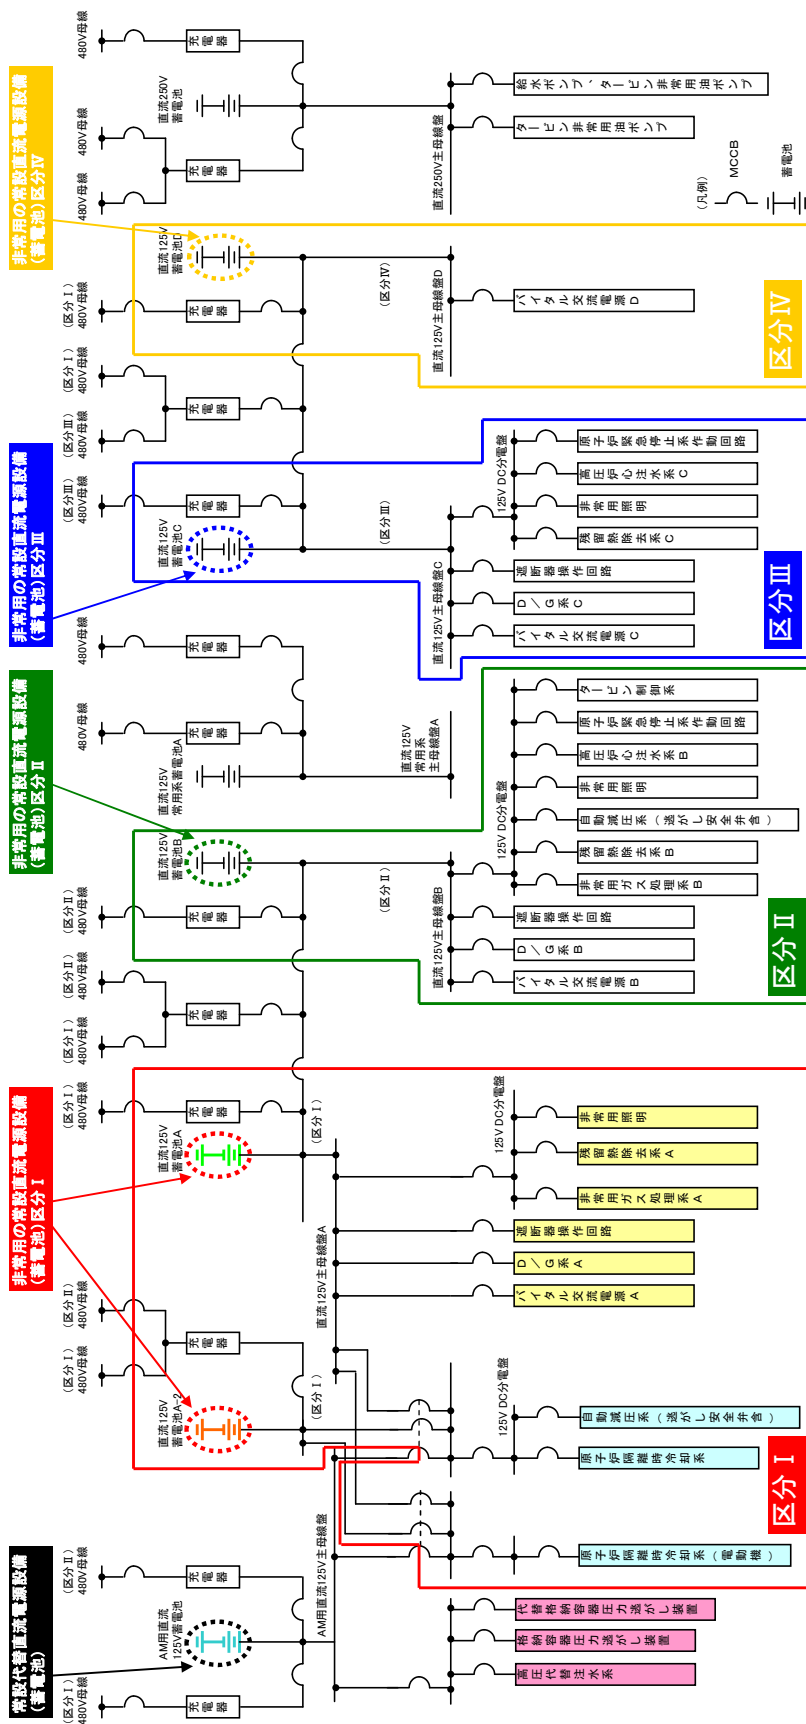 常設代替直流電源設備
(蓄電池)
非常用の常設直流電源設備
(蓄電池)区分Ⅰ
非常用の常設直流電源設備
(蓄電池)区分Ⅱ
非常用の常設直流電源設備
(蓄電池)区分Ⅲ
非常用の常設直流電源設備
(蓄電池)区分Ⅳ
(区分Ⅰ)
480V母線
(区分Ⅱ)
480V母線
(区分Ⅰ)
480V母線
(区分Ⅱ)
480V母線
(区分Ⅰ)
480V母線
(区分Ⅰ)
480V母線
(区分Ⅱ)
480V母線
(区分Ⅱ)
480V母線
480V母線
480V母線
(区分Ⅲ)
480V母線
(区分Ⅲ)
480V母線
(区分Ⅰ)
480V母線
(区分Ⅰ)
480V母線
480V母線
480V母線
480V母線
充電器
AM用直流
125V蓄電池
充電器
直流125V
蓄電池A-2
充電器
直流125V
蓄電池A
充電器
充電器
充電器
直流125V
蓄電池B
直流125V
常用系蓄電池A
充電器
充電器
直流125V
蓄電池C
充電器
充電器
充電器
直流125V
蓄電池D
充電器
直流250V
蓄電池
充電器
AM用直流125V主母線盤
(区分Ⅰ)
直流125V主母線盤A
(区分Ⅰ)
(区分Ⅱ)
直流125V主母線盤B
直流125V
常用系
主母線盤A
(区分Ⅲ)
直流125V主母線盤C
(区分Ⅳ)
直流125V主母線盤D
直流250V主母線盤
125V DC分電盤
125V DC分電盤
125V DC分電盤
125V DC分電盤
高圧代替注水系
格納容器圧力逃がし装置
代替格納容器圧力逃がし装置
原子炉隔離時冷却系(電動機)
原子炉隔離時冷却系
自動減圧系(逃がし安全弁含)
バイタル交流電源A
D/G系A
遮断器操作回路
非常用ガス処理系A
残留熱除去系A
非常用照明
バイタル交流電源B
D/G系B
遮断器操作回路
非常用ガス処理系B
残留熱除去系B
自動減圧系(逃がし安全弁含)
非常用照明
高圧炉心注水系B
原子炉緊急停止系作動回路
タービン制御系
バイタル交流電源C
D/G系C
遮断器操作回路
残留熱除去系C
非常用照明
高圧炉心注水系C
原子炉緊急停止系作動回路
バイタル交流電源D
タービン非常用油ポンプ
給水ポンプ・タービン非常用油ポンプ
区分Ⅰ
区分Ⅱ
区分Ⅲ
区分Ⅳ
(凡例)
MCCB
蓄電池